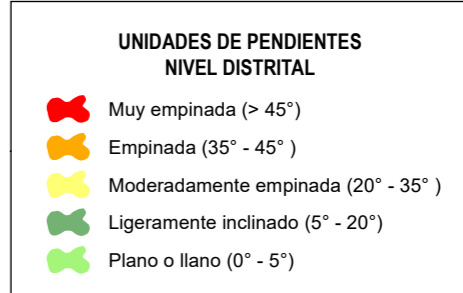 UNIDADES DE PENDIENTES
NIVEL DISTRITAL
Muy empinada (> 45°)
Empinada (35° - 45° )
Moderadamente empinada (20° - 35° )
Ligeramente inclinado (5° - 20°)
Plano o llano (0° - 5°)